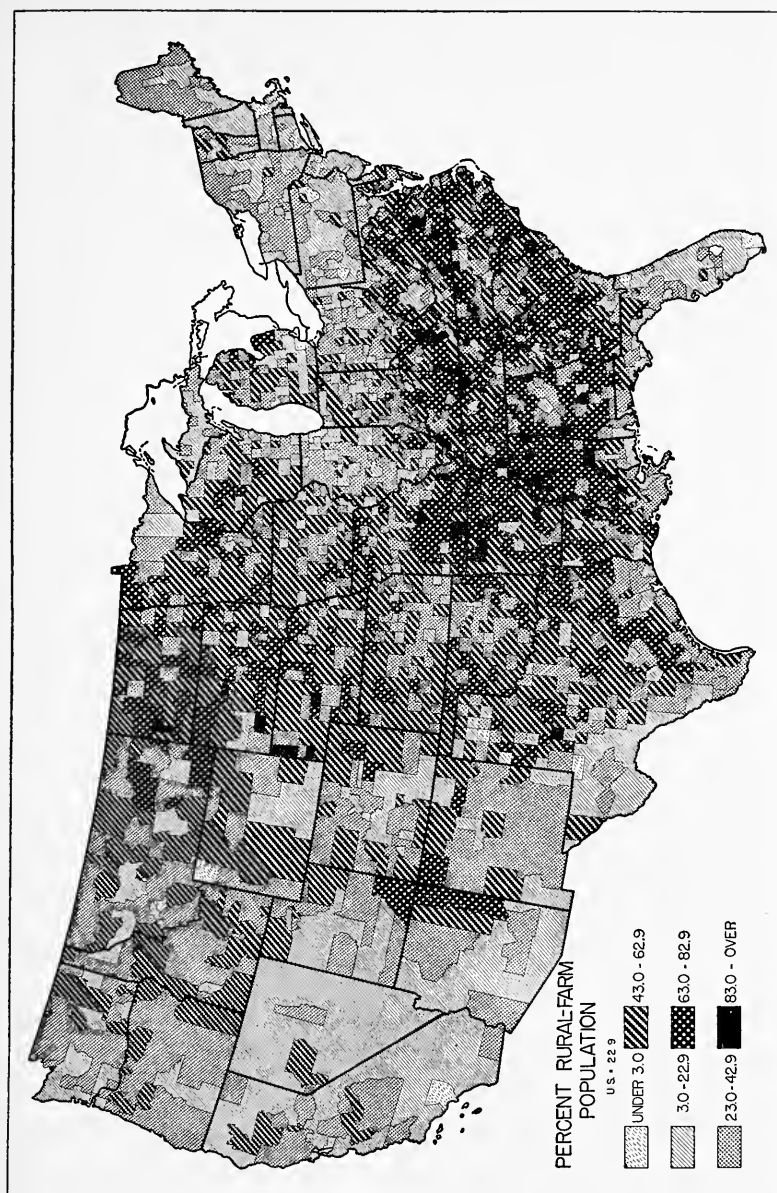 PERCENT RURAL-FARM
POPULATION
U S = 22 9
UNDER 3.0
3.0-22.9
23.0-42.9
43.0-62.9
63.0-82.9
83.0-OVER